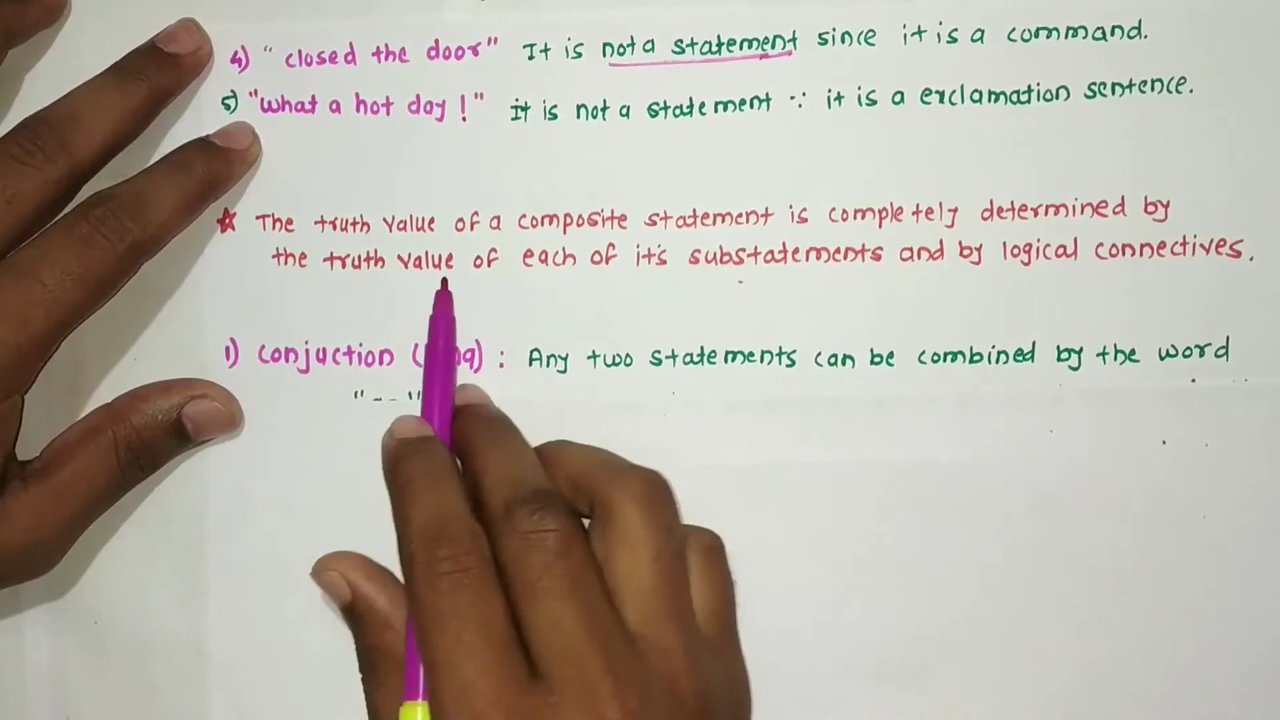 4) "closed the door" It is not a statement since it is a command.
5) "What a hot day!" it is not a statement ∵ it is a exclamation sentence.
★ The truth value of a composite statement is completely determined by
the truth value of each of it's substatements and by logical connectives.
1) Conjuction ( q) : Any two statements can be combined by the word
"---"